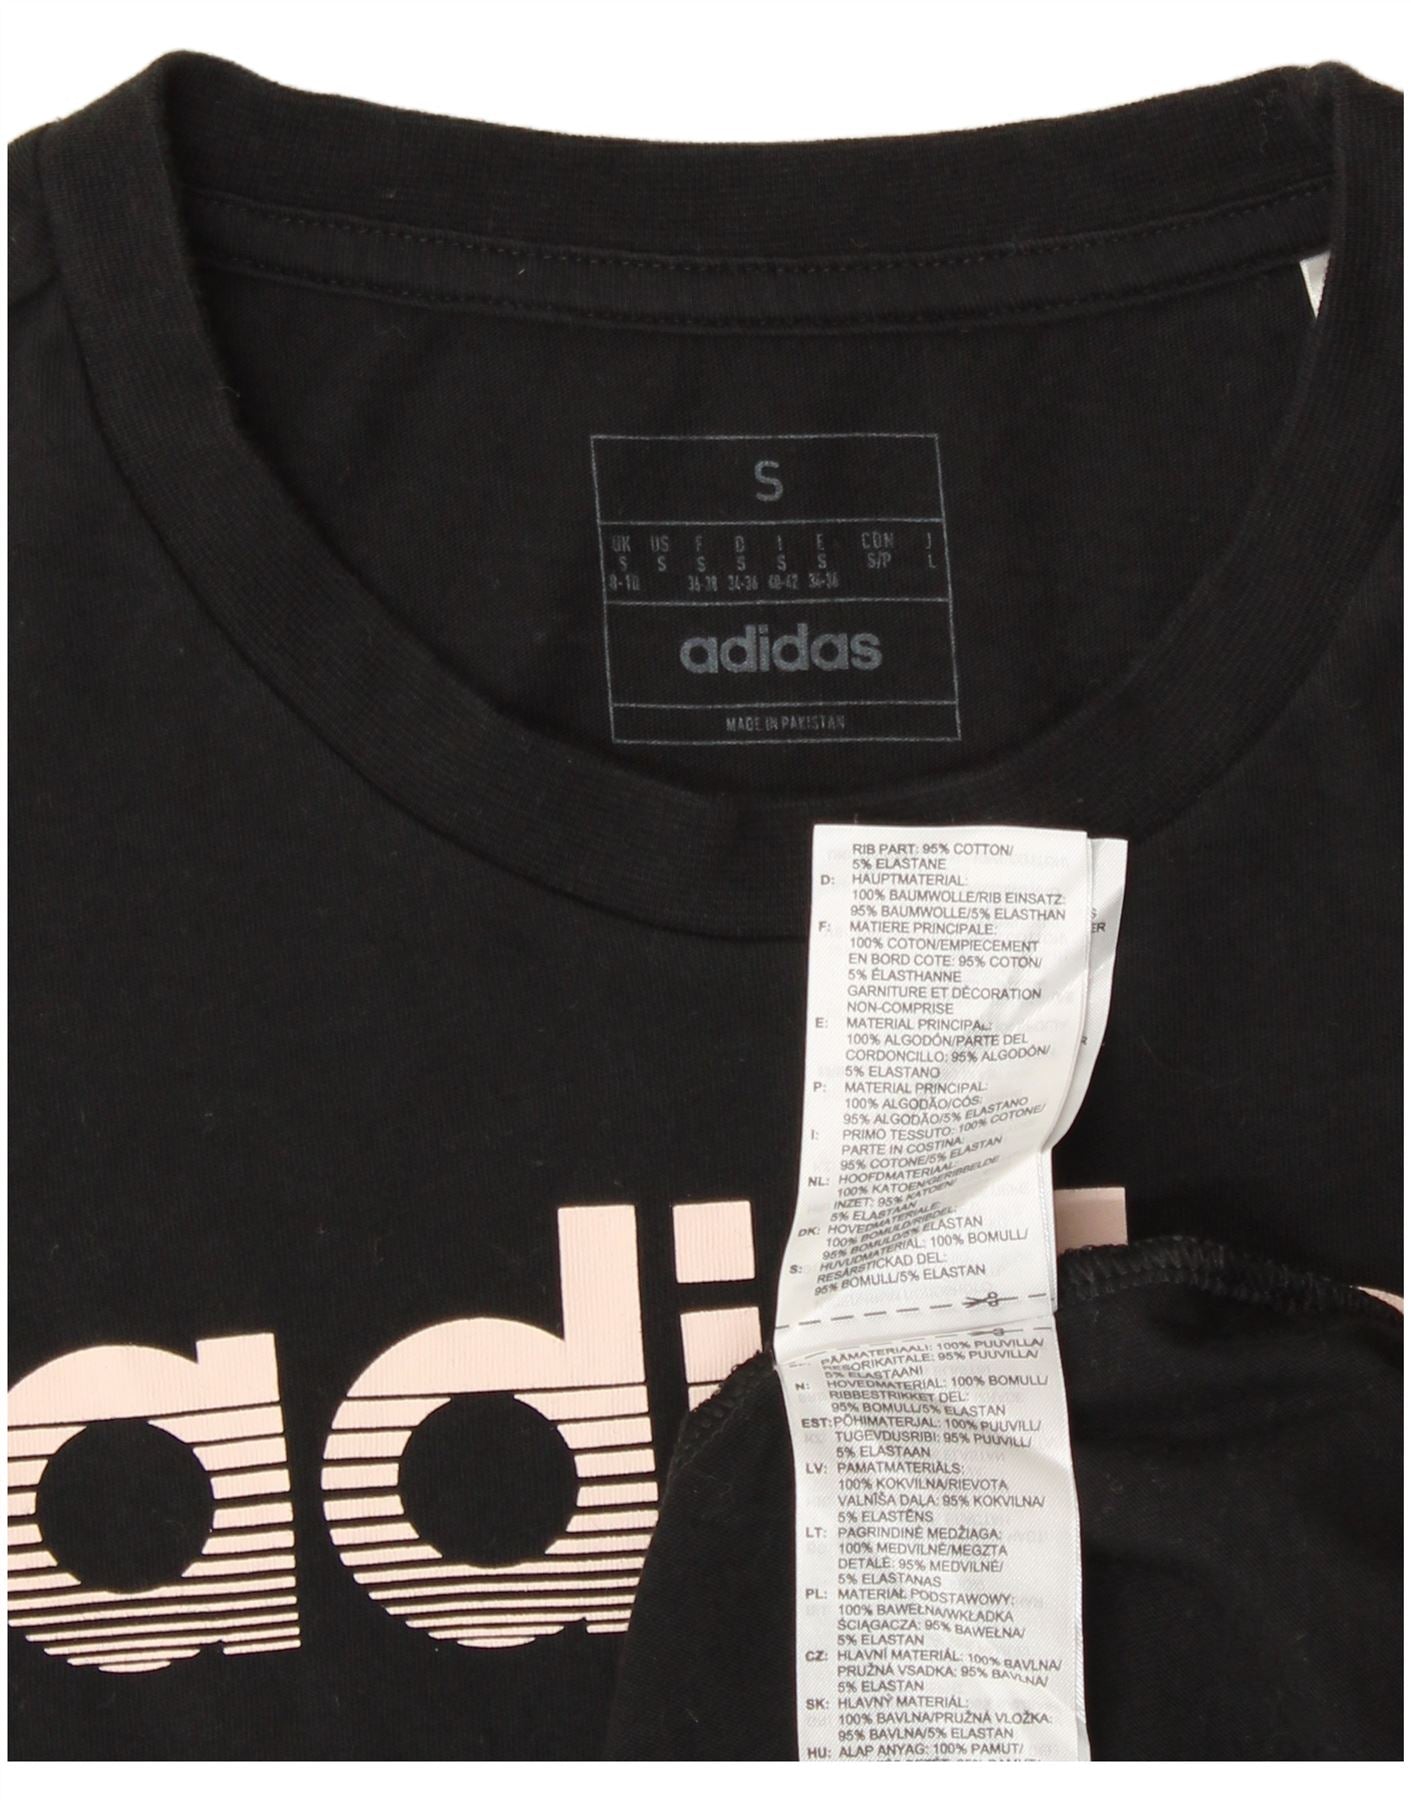 S
UK US F D I E CDN J
S S S S S S S/P L
8-10 36-38 34-36 40-42 34-36
adidas
MADE IN PAKISTAN
RIB PART: 95% COTTON/
5% ELASTANE
D: HAUPTMATERIAL:
100% BAUMWOLLE/RIB EINSATZ:
95% BAUMWOLLE/5% ELASTHAN
F: MATIERE PRINCIPALE:
100% COTON/EMPIECEMENT
EN BORD COTE: 95% COTON/
5% ÉLASTHANNE
GARNITURE ET DÉCORATION
NON-COMPRISE
E: MATERIAL PRINCIPAL:
100% ALGODÓN/PARTE DEL
CORDONCILLO: 95% ALGODÓN/
5% ELASTANO
P: MATERIAL PRINCIPAL:
100% ALGODÃO/CÓS:
95% ALGODÃO/5% ELASTANO
I: PRIMO TESSUTO: 100% COTONE/
PARTE IN COSTINA:
95% COTONE/5% ELASTAN
NL: HOOFDMATERIAAL:
100% KATOEN/GERIBBELDE
INZET: 95% KATOEN/
5% ELASTAAN
DK: HOVEDMATERIALE:
100% BOMULD/RIBDEL:
95% BOMULD/5% ELASTAN
S: HUVUDMATERIAL: 100% BOMULL/
RESÅRSTICKAD DEL:
95% BOMULL/5% ELASTAN
PÄÄMATERIAALI: 100% PUUVILLA/
RESORIKAITALE: 95% PUUVILLA/
5% ELASTAANI
N: HOVEDMATERIAL: 100% BOMULL/
RIBBESTRIKKET DEL:
95% BOMULL/5% ELASTAN
EST: PÕHIMATERJAL: 100% PUUVILL/
TUGEVDUSRIBI: 95% PUUVILL/
5% ELASTAAN
LV: PAMATMATERIĀLS:
100% KOKVILNA/RIEVOTA
VALNĪŠA DAĻA: 95% KOKVILNA/
5% ELASTĒNS
LT: PAGRINDINĖ MEDŽIAGA:
100% MEDVILNĖ/MEGZTA
DETALĖ: 95% MEDVILNĖ/
5% ELASTANAS
PL: MATERIAŁ PODSTAWOWY:
100% BAWEŁNA/WKŁADKA
ŚCIĄGACZA: 95% BAWEŁNA/
5% ELASTAN
CZ: HLAVNÍ MATERIÁL: 100% BAVLNA/
PRUŽNÁ VSADKA: 95% BAVLNA/
5% ELASTAN
SK: HLAVNÝ MATERIÁL:
100% BAVLNA/PRUŽNÁ VLOŽKA:
95% BAVLNA/5% ELASTAN
HU: ALAP ANYAG: 100% PAMUT/
adi